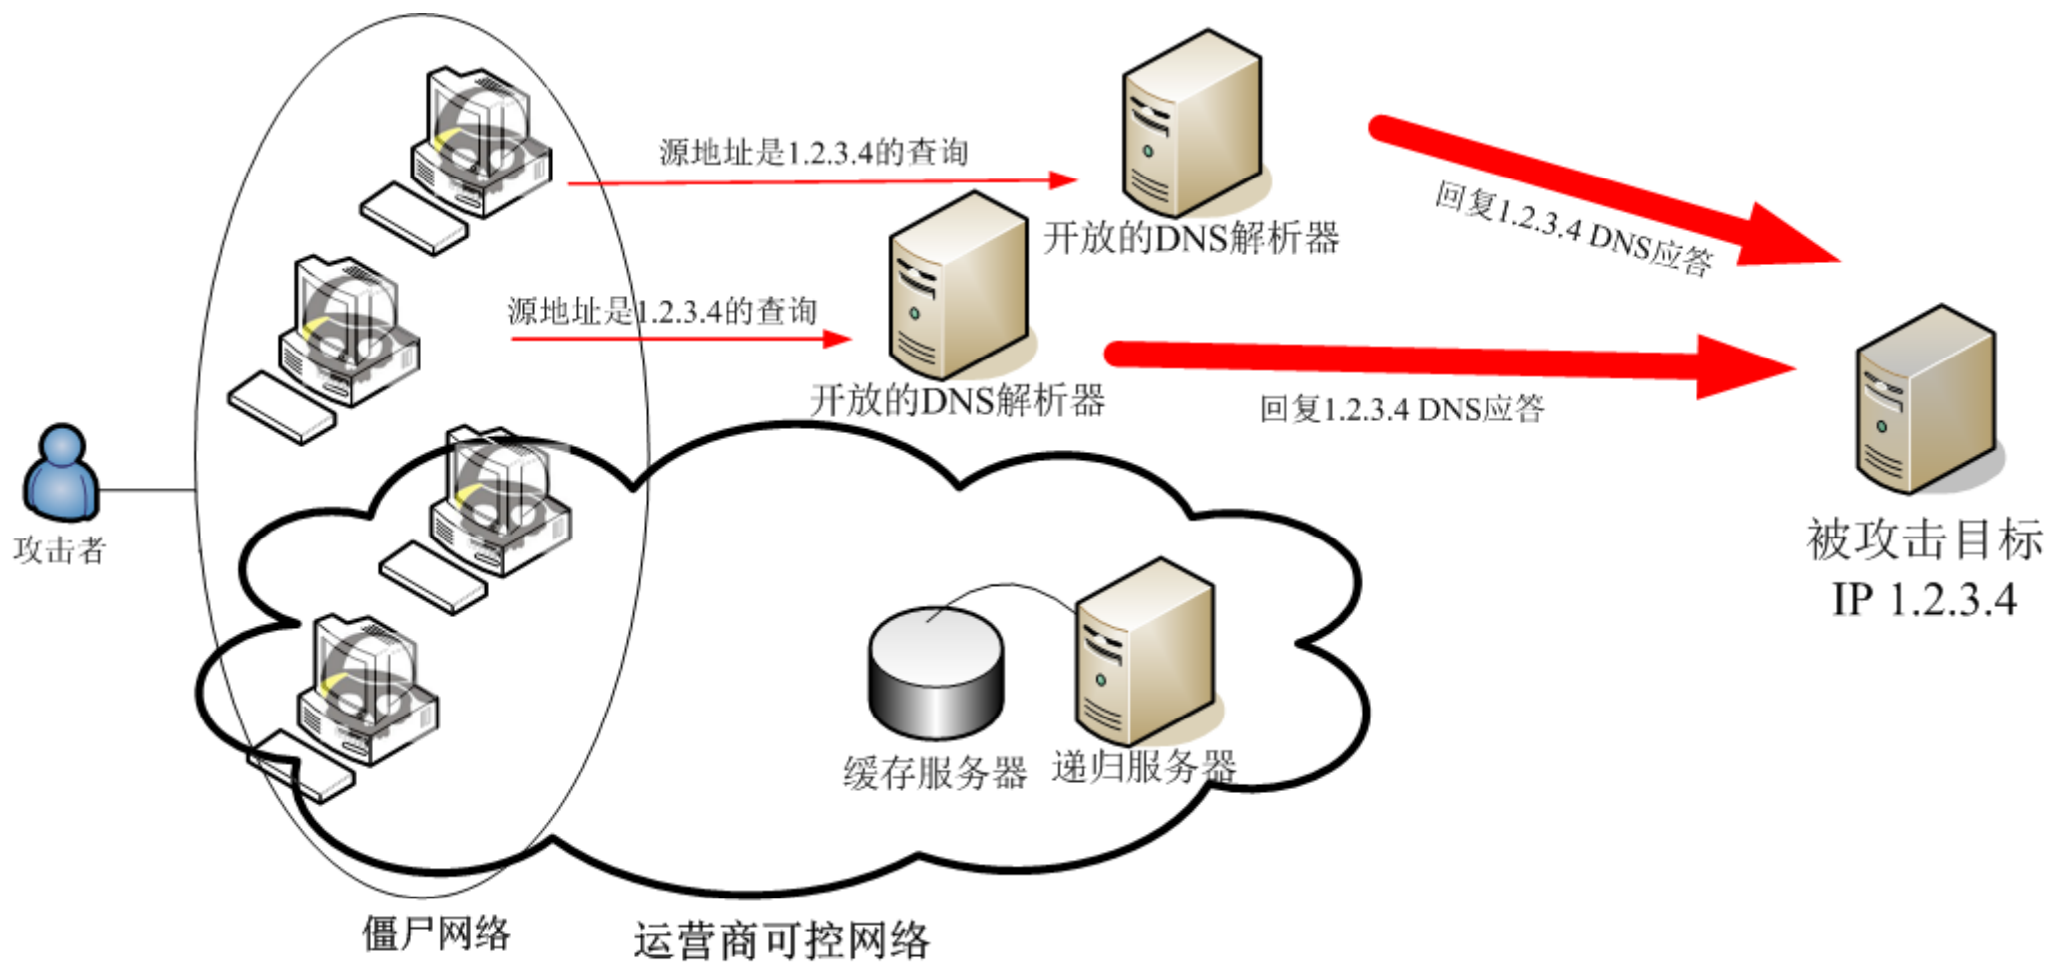 源地址是1.2.3.4的查询
回复1.2.3.4 DNS应答
开放的DNS解析器
源地址是1.2.3.4的查询
开放的DNS解析器
回复1.2.3.4 DNS应答
攻击者
被攻击目标
IP 1.2.3.4
缓存服务器
递归服务器
僵尸网络
运营商可控网络